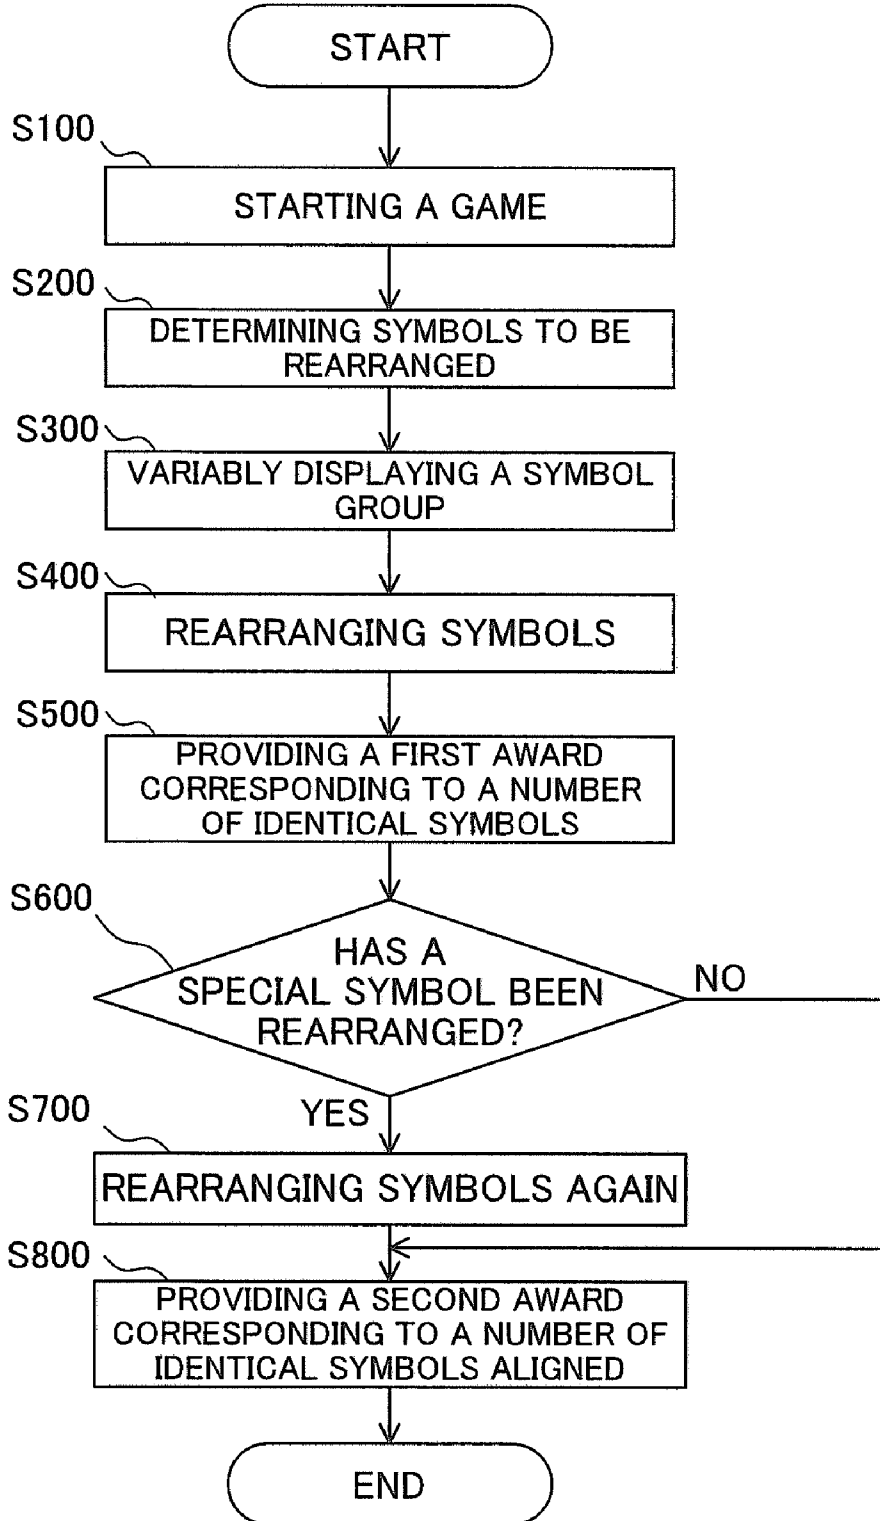 START
S100
STARTING A GAME
S200
DETERMINING SYMBOLS TO BE
REARRANGED
S300
VARIABLY DISPLAYING A SYMBOL
GROUP
S400
REARRANGING SYMBOLS
S500
PROVIDING A FIRST AWARD
CORRESPONDING TO A NUMBER
OF IDENTICAL SYMBOLS
S600
HAS A
SPECIAL SYMBOL BEEN
REARRANGED?
NO
YES
S700
REARRANGING SYMBOLS AGAIN
S800
PROVIDING A SECOND AWARD
CORRESPONDING TO A NUMBER OF
IDENTICAL SYMBOLS ALIGNED
END